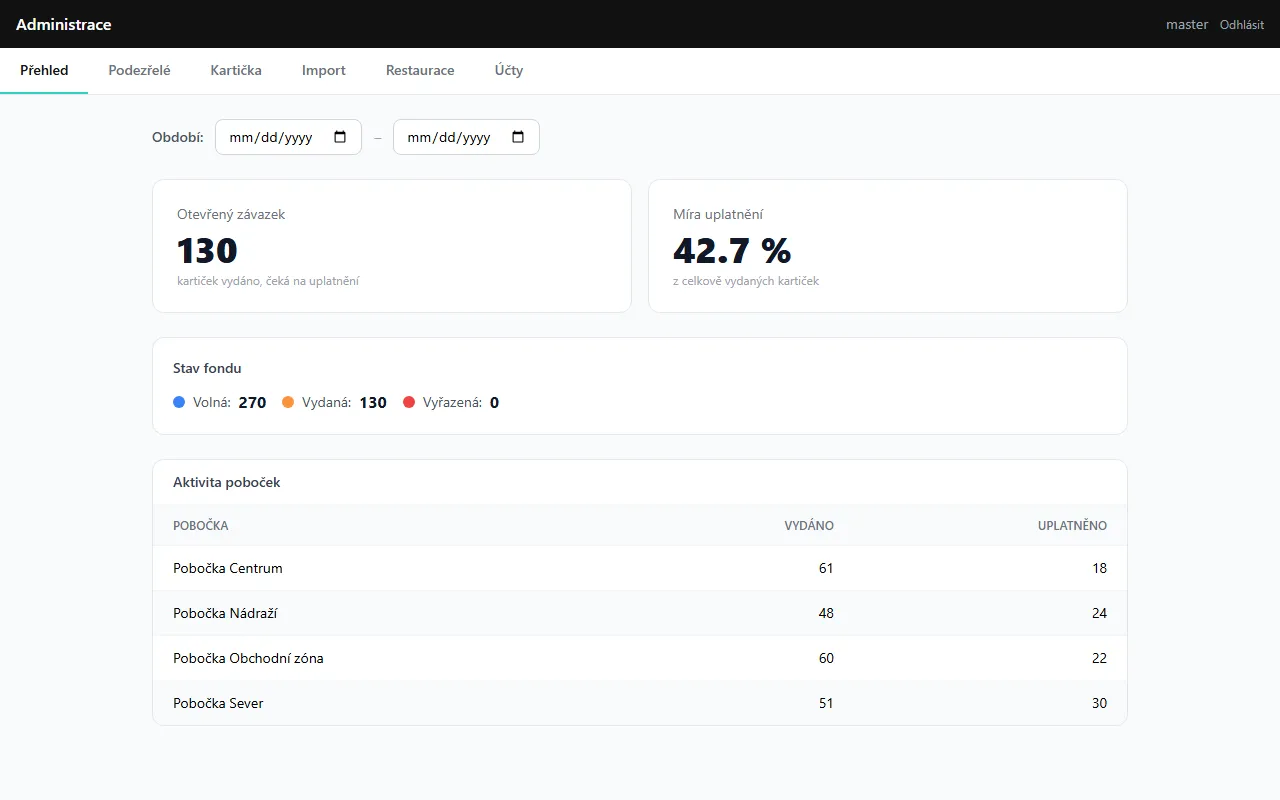 Administrace master Odhlásit
Přehled Podezřelé Kartička Import Restaurace Účty
Období: mm/dd/yyyy – mm/dd/yyyy
Otevřený závazek
130
kartiček vydáno, čeká na uplatnění
Míra uplatnění
42.7 %
z celkově vydaných kartiček
Stav fondu
Volná: 270 Vydaná: 130 Vyřazená: 0
Aktivita poboček
POBOČKA VYDÁNO UPLATNĚNO
Pobočka Centrum 61 18
Pobočka Nádraží 48 24
Pobočka Obchodní zóna 60 22
Pobočka Sever 51 30